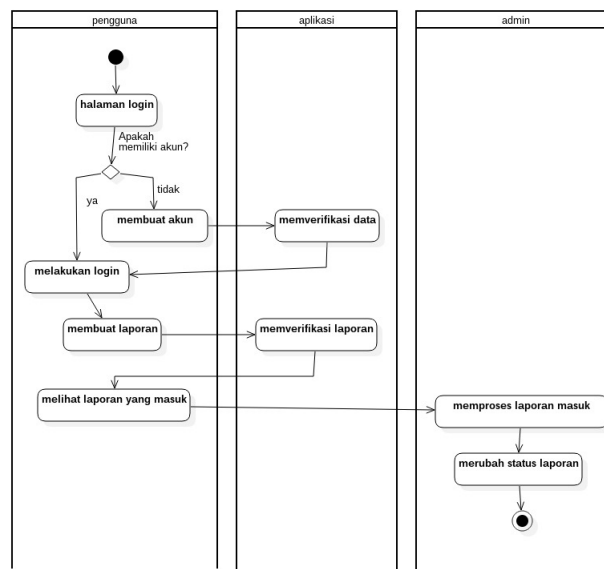 pengguna
aplikasi
admin
halaman login
Apakah
memiliki akun?
ya
tidak
membuat akun
memverifikasi data
melakukan login
membuat laporan
memverifikasi laporan
melihat laporan yang masuk
memproses laporan masuk
merubah status laporan